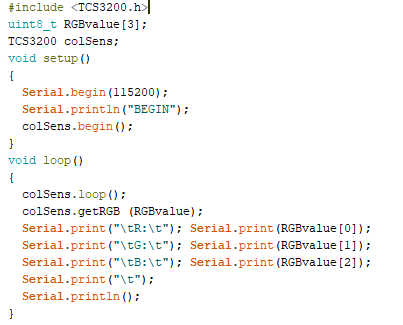 #include <TCS3200.h>
uint8_t RGBvalue[3];
TCS3200 colSens;
void setup()
{
  Serial.begin(115200);
  Serial.println("BEGIN");
  colSens.begin();
}
void loop()
{
  colSens.loop();
  colSens.getRGB (RGBvalue);
  Serial.print("\tR:\t"); Serial.print(RGBvalue[0]);
  Serial.print("\tG:\t"); Serial.print(RGBvalue[1]);
  Serial.print("\tB:\t"); Serial.print(RGBvalue[2]);
  Serial.print("\t");
  Serial.println();
}